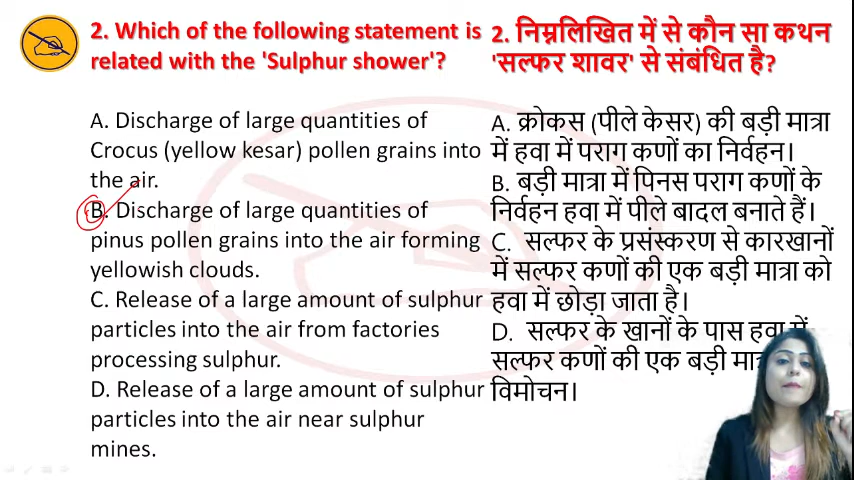 2. Which of the following statement is
related with the 'Sulphur shower'?
A. Discharge of large quantities of
Crocus (yellow kesar) pollen grains into
the air.
B. Discharge of large quantities of
pinus pollen grains into the air forming
yellowish clouds.
C. Release of a large amount of sulphur
particles into the air from factories
processing sulphur.
D. Release of a large amount of sulphur
particles into the air near sulphur
mines.
2. निम्नलिखित में से कौन सा कथन
'सल्फर शावर' से संबंधित है?
A. क्रोकस (पीले केसर) की बड़ी मात्रा
में हवा में पराग कणों का निर्वहन।
B. बड़ी मात्रा में पिनस पराग कणों के
निर्वहन हवा में पीले बादल बनाते हैं।
C. सल्फर के प्रसंस्करण से कारखानों
में सल्फर कणों की एक बड़ी मात्रा को
हवा में छोड़ा जाता है।
D. सल्फर के खानों के पास हवा में
सल्फर कणों की एक बड़ी
विमोचन।